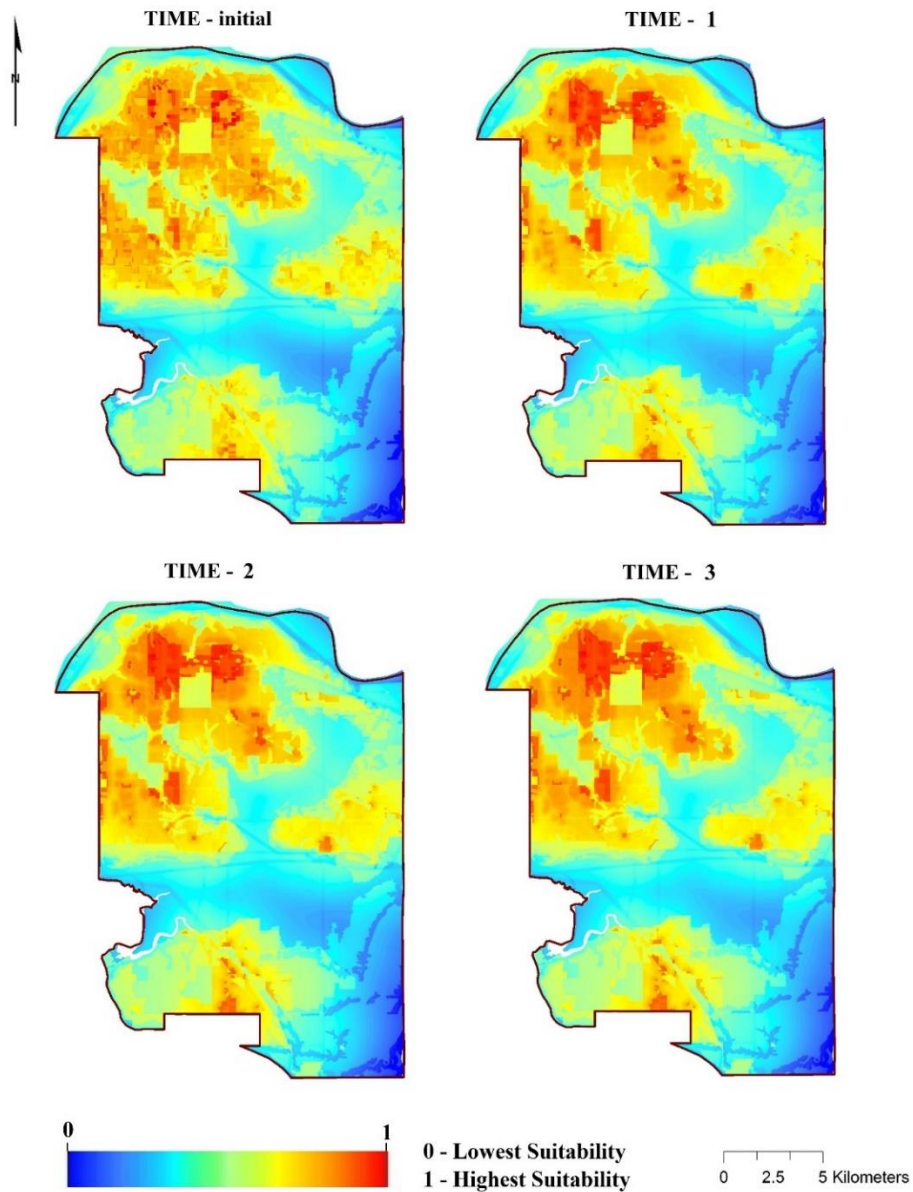 TIME - initial
TIME - 1
N
TIME - 2
TIME - 3
0
1
0 - Lowest Suitability
1 - Highest Suitability
0 2.5 5 Kilometers